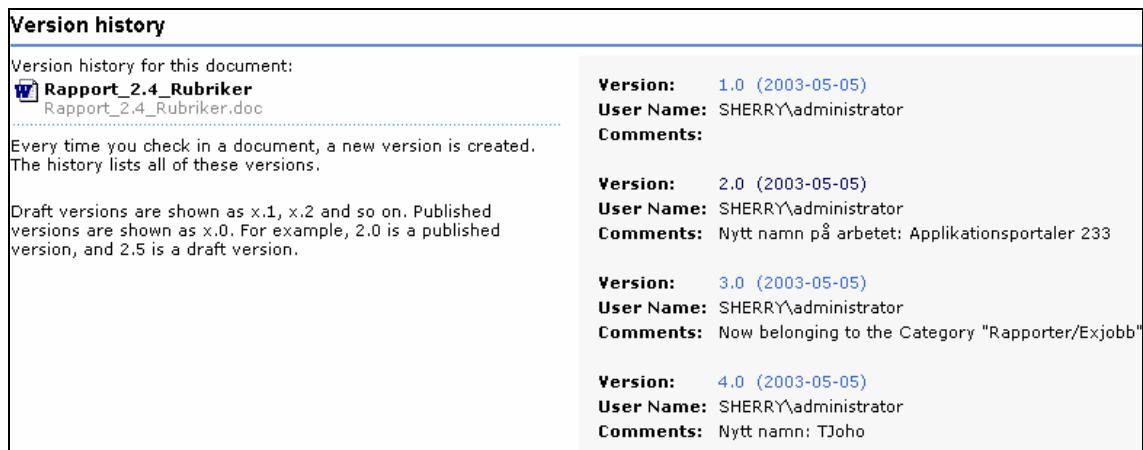 Version history
Version history for this document:
Rapport_2.4_Rubriker
Rapport_2.4_Rubriker.doc
Every time you check in a document, a new version is created.
The history lists all of these versions.
Draft versions are shown as x.1, x.2 and so on. Published
versions are shown as x.0. For example, 2.0 is a published
version, and 2.5 is a draft version.
Version: 1.0 (2003-05-05)
User Name: SHERRY\administrator
Comments:
Version: 2.0 (2003-05-05)
User Name: SHERRY\administrator
Comments: Nytt namn på arbetet: Applikationsportaler 233
Version: 3.0 (2003-05-05)
User Name: SHERRY\administrator
Comments: Now belonging to the Category "Rapporter/Exjobb"
Version: 4.0 (2003-05-05)
User Name: SHERRY\administrator
Comments: Nytt namn: TJoho